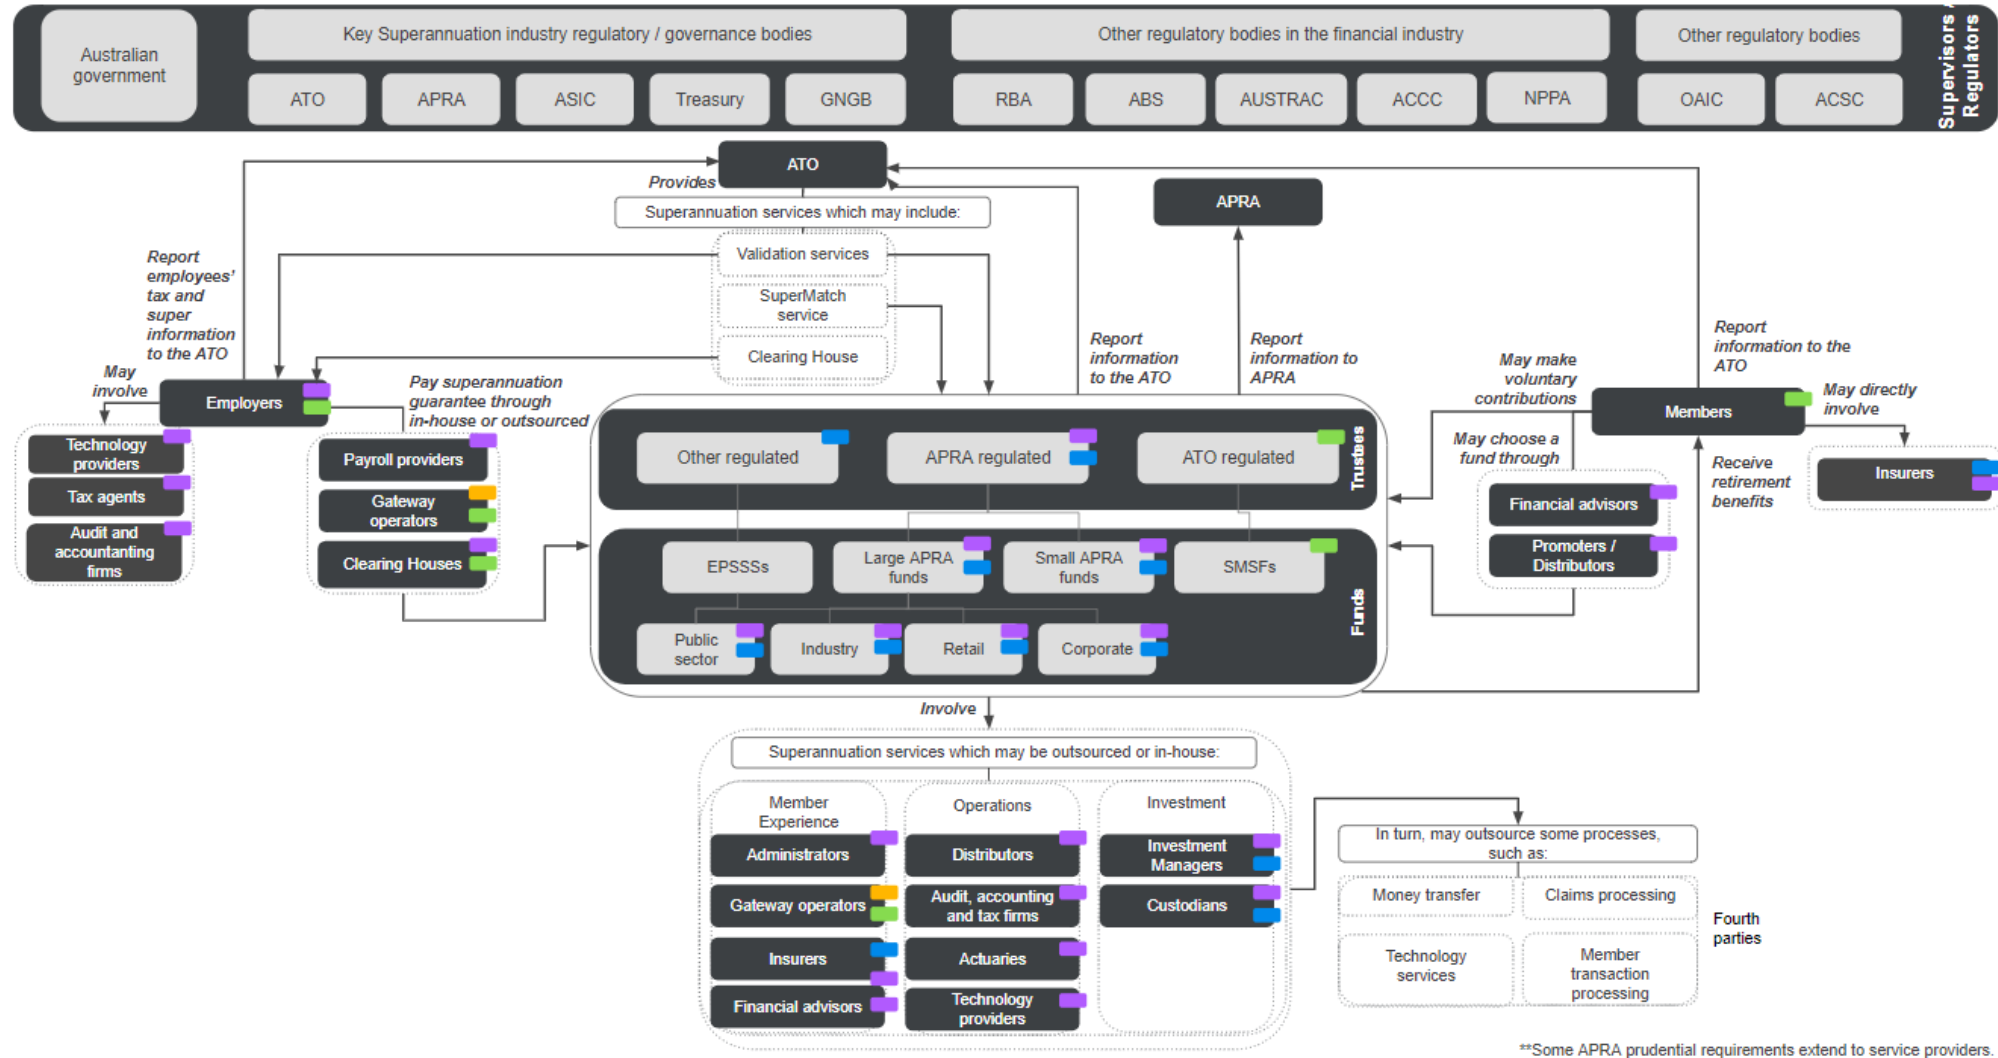 Australian
government
Key Superannuation industry regulatory / governance bodies
ATO
APRA
ASIC
Treasury
GNGB
Other regulatory bodies in the financial industry
RBA
ABS
AUSTRAC
ACCC
NPPA
Other regulatory bodies
OAIC
ACSC
Supervisors /
Regulators
ATO
Provides
Superannuation services which may include:
Validation services
SuperMatch
service
Clearing House
APRA
Report
employees'
tax and
super
information
to the ATO
May
involve
Employers
Technology
providers
Tax agents
Audit and
accountanting
firms
Pay superannuation
guarantee through
in-house or outsourced
Payroll providers
Gateway
operators
Clearing Houses
Report
information
to the ATO
Report
information to
APRA
Other regulated
APRA regulated
ATO regulated
Trustees
EPSSSs
Large APRA
funds
Small APRA
funds
SMSFs
Public
sector
Industry
Retail
Corporate
Funds
May make
voluntary
contributions
May choose a
fund through
Report
information to the
ATO
Members
May directly
involve
Receive
retirement
benefits
Insurers
Financial advisors
Promoters /
Distributors
Involve
Superannuation services which may be outsourced or in-house:
Member
Experience
Administrators
Gateway operators
Insurers
Financial advisors
Operations
Distributors
Audit, accounting
and tax firms
Actuaries
Technology
providers
Investment
Investment
Managers
Custodians
In turn, may outsource some processes,
such as:
Money transfer
Claims processing
Technology
services
Member
transaction
processing
Fourth
parties
**Some APRA prudential requirements extend to service providers.